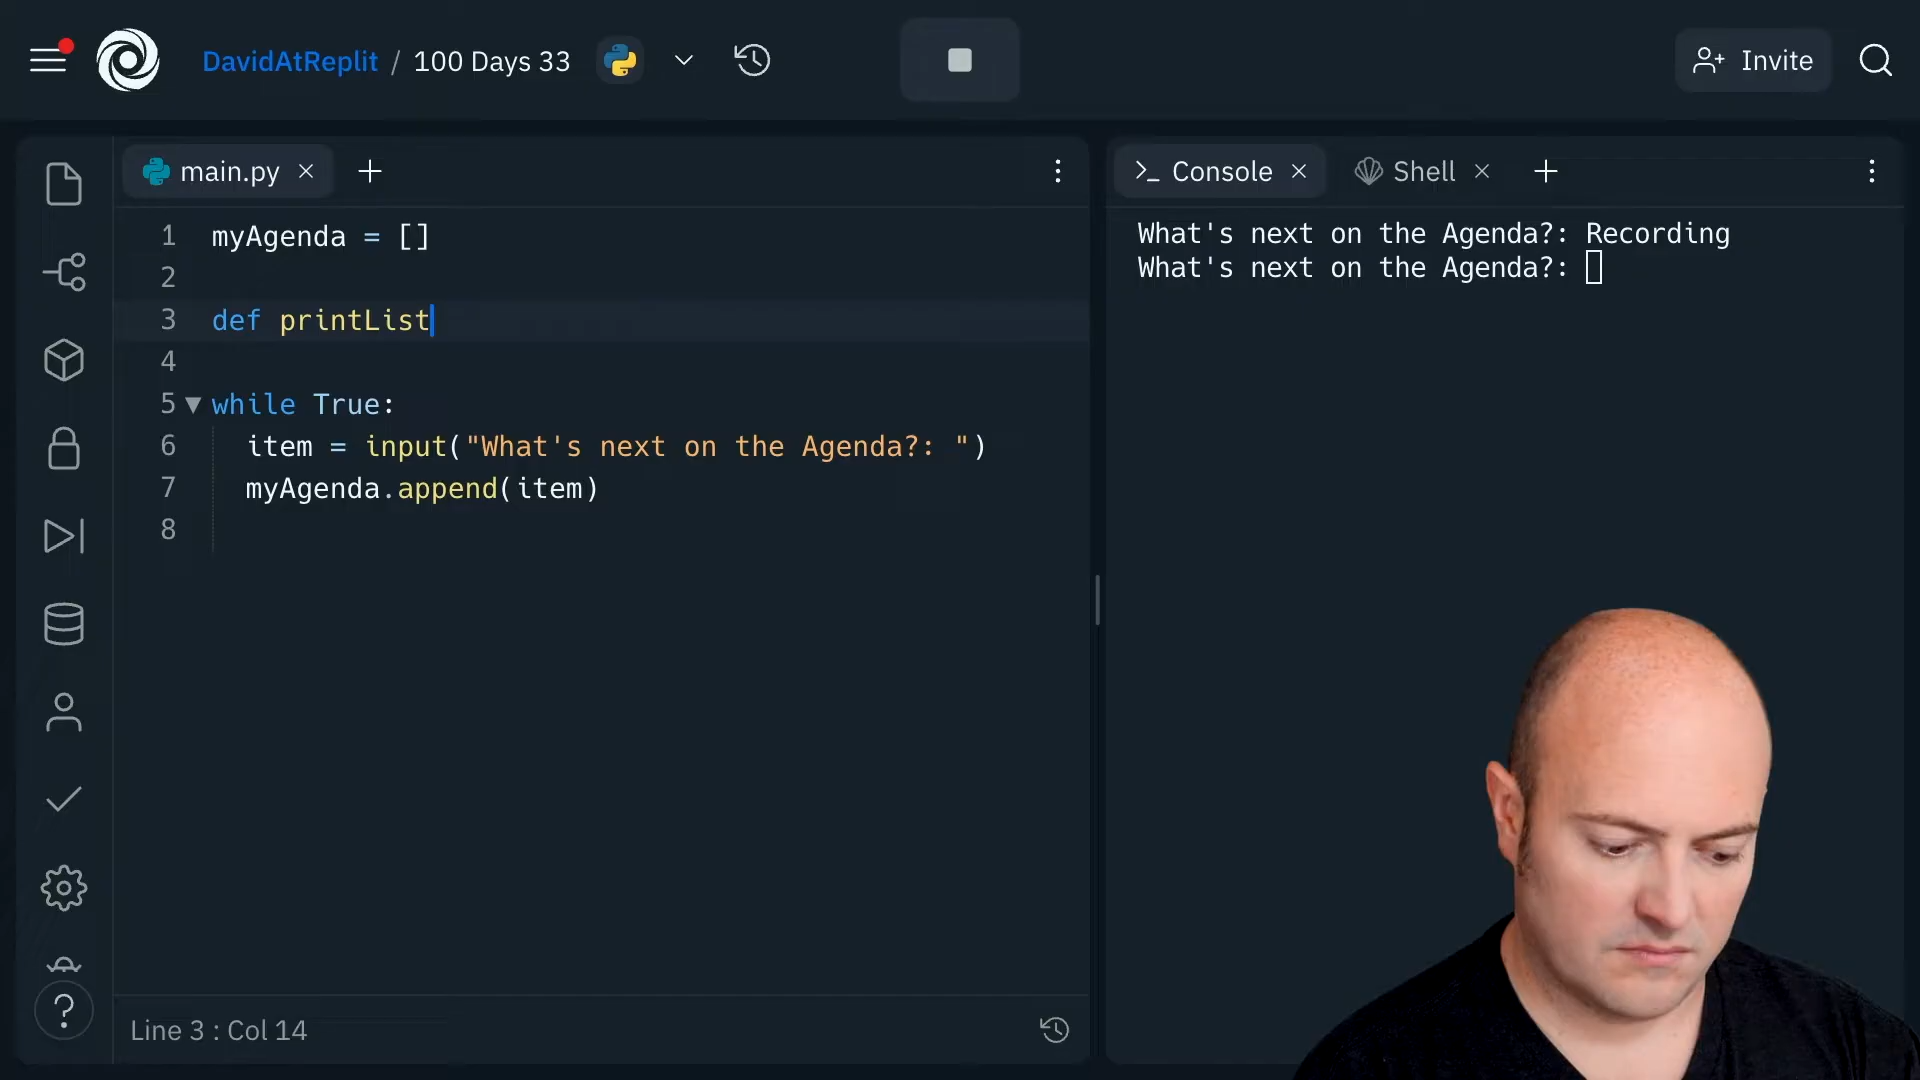 DavidAtReplit / 100 Days 33
Invite
main.py
Console
Shell
1 myAgenda = []
2
3 def printList
4
5 while True:
6 item = input("What's next on the Agenda?: ")
7 myAgenda.append(item)
8
What's next on the Agenda?: Recording
What's next on the Agenda?:
Line 3 : Col 14